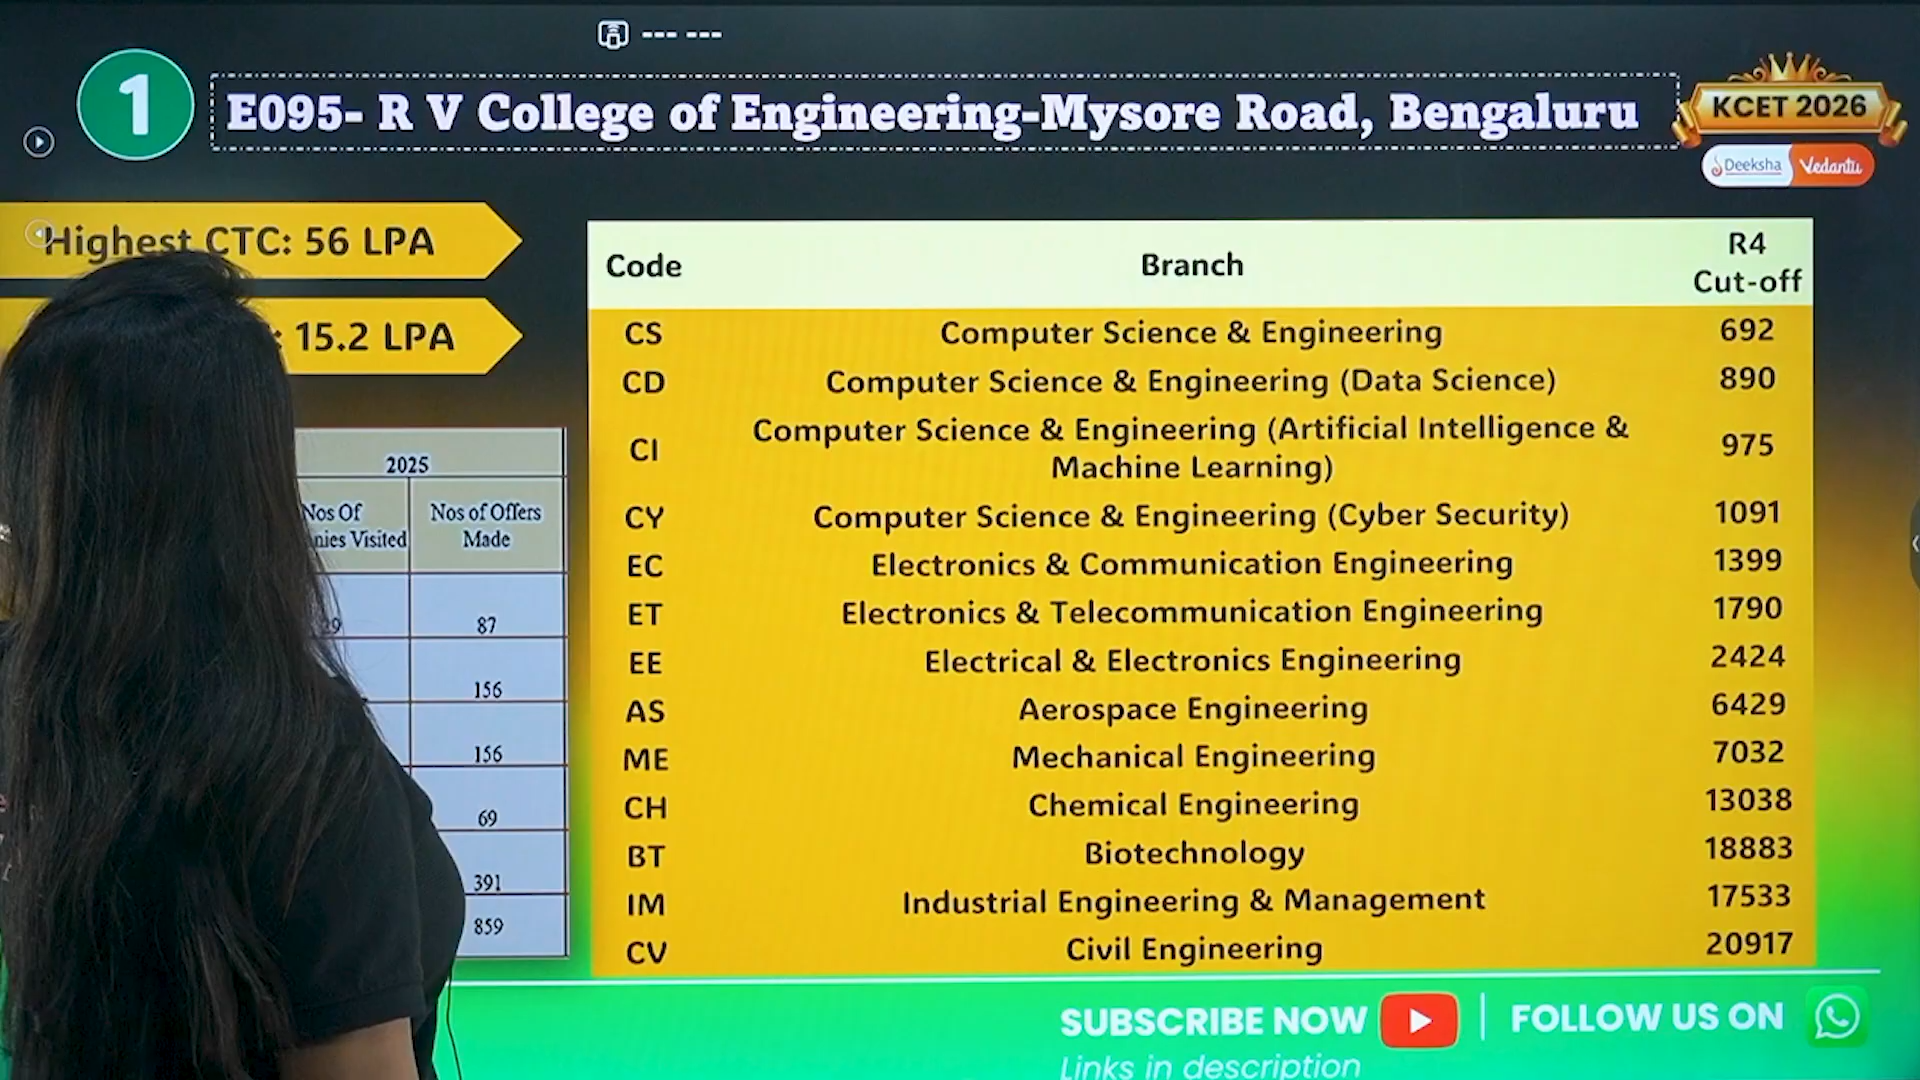 --- ---
1
E095- R V College of Engineering-Mysore Road, Bengaluru
KCET 2026
Deeksha Vedantu
Highest CTC: 56 LPA
: 15.2 LPA
2025
Nos Of
Visited
Nos of Offers
Made
87
156
156
69
391
859
Code Branch R4 Cut-off
CS Computer Science & Engineering 692
CD Computer Science & Engineering (Data Science) 890
CI Computer Science & Engineering (Artificial Intelligence &
Machine Learning) 975
CY Computer Science & Engineering (Cyber Security) 1091
EC Electronics & Communication Engineering 1399
ET Electronics & Telecommunication Engineering 1790
EE Electrical & Electronics Engineering 2424
AS Aerospace Engineering 6429
ME Mechanical Engineering 7032
CH Chemical Engineering 13038
BT Biotechnology 18883
IM Industrial Engineering & Management 17533
CV Civil Engineering 20917
SUBSCRIBE NOW | FOLLOW US ON
Links in description